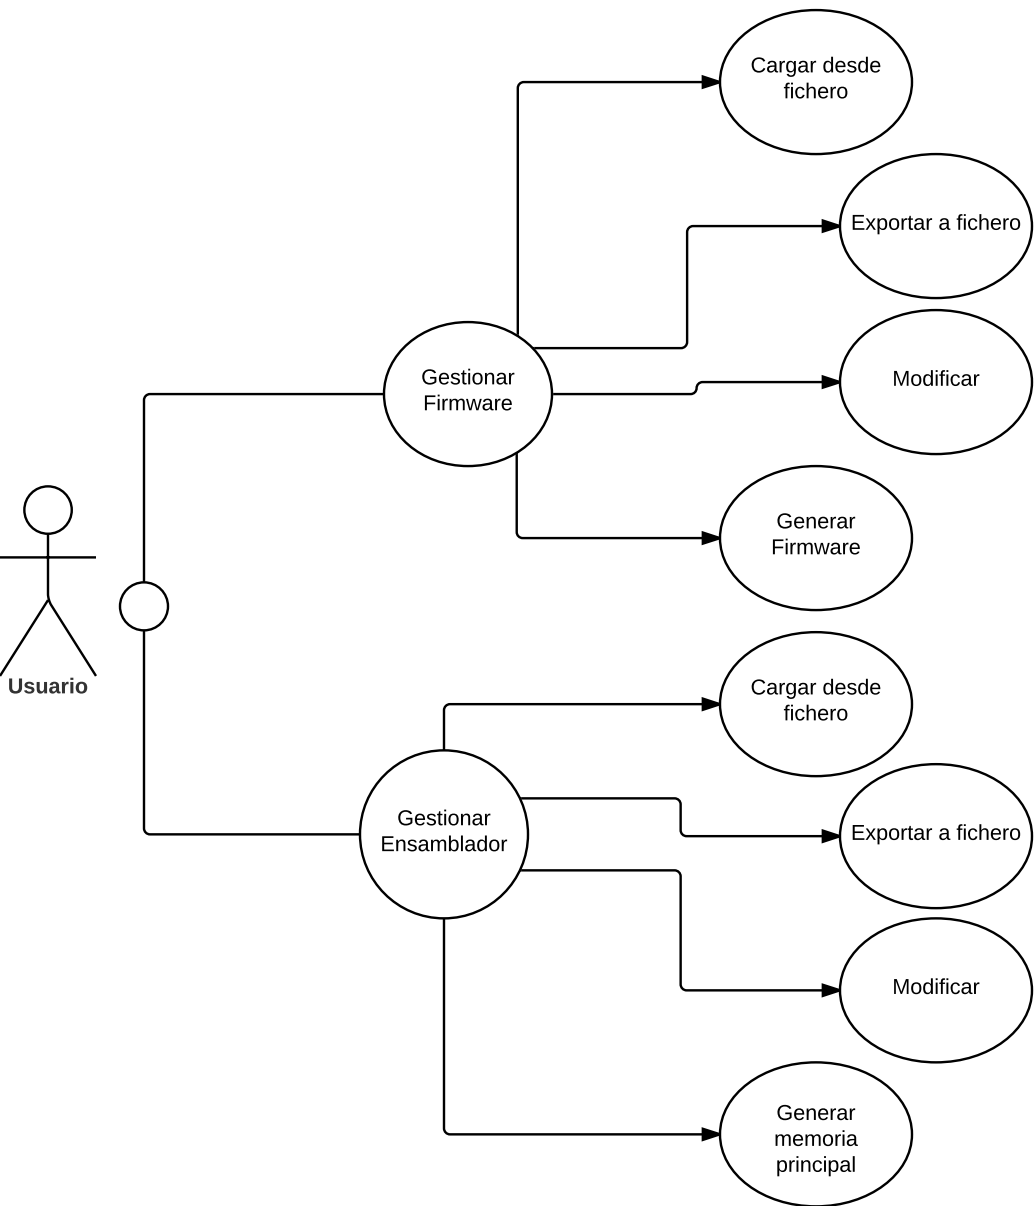 Cargar desde
fichero
Exportar a fichero
Gestionar
Firmware
Modificar
Generar
Firmware
Usuario
Cargar desde
fichero
Gestionar
Ensamblador
Exportar a fichero
Modificar
Generar
memoria
principal